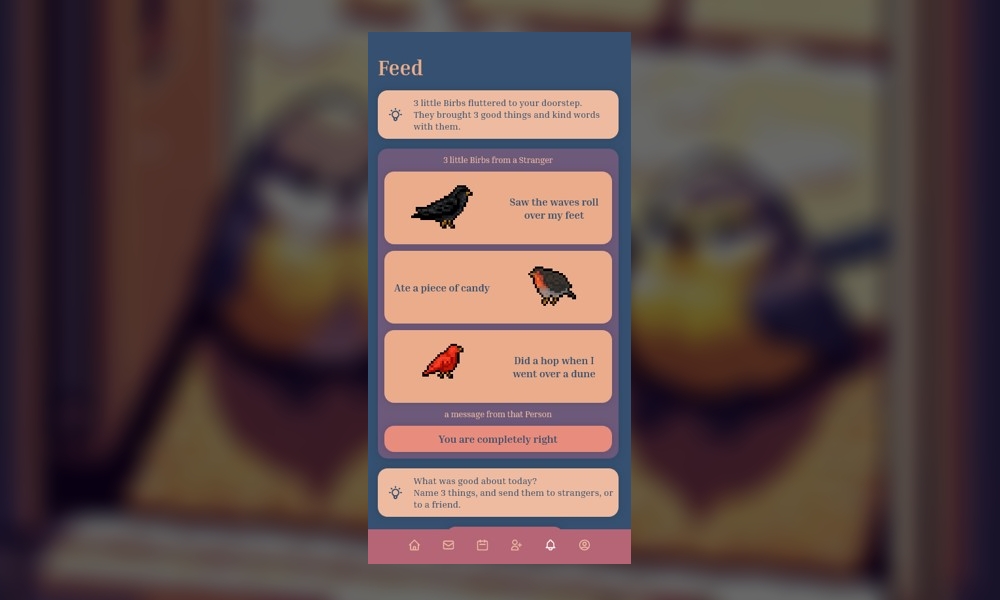 Feed
3 little Birbs fluttered to your doorstep.
They brought 3 good things and kind words
with them.
3 little Birbs from a Stranger
Saw the waves roll
over my feet
Ate a piece of candy
Did a hop when I
went over a dune
a message from that Person
You are completely right
What was good about today?
Name 3 things, and send them to strangers, or
to a friend.